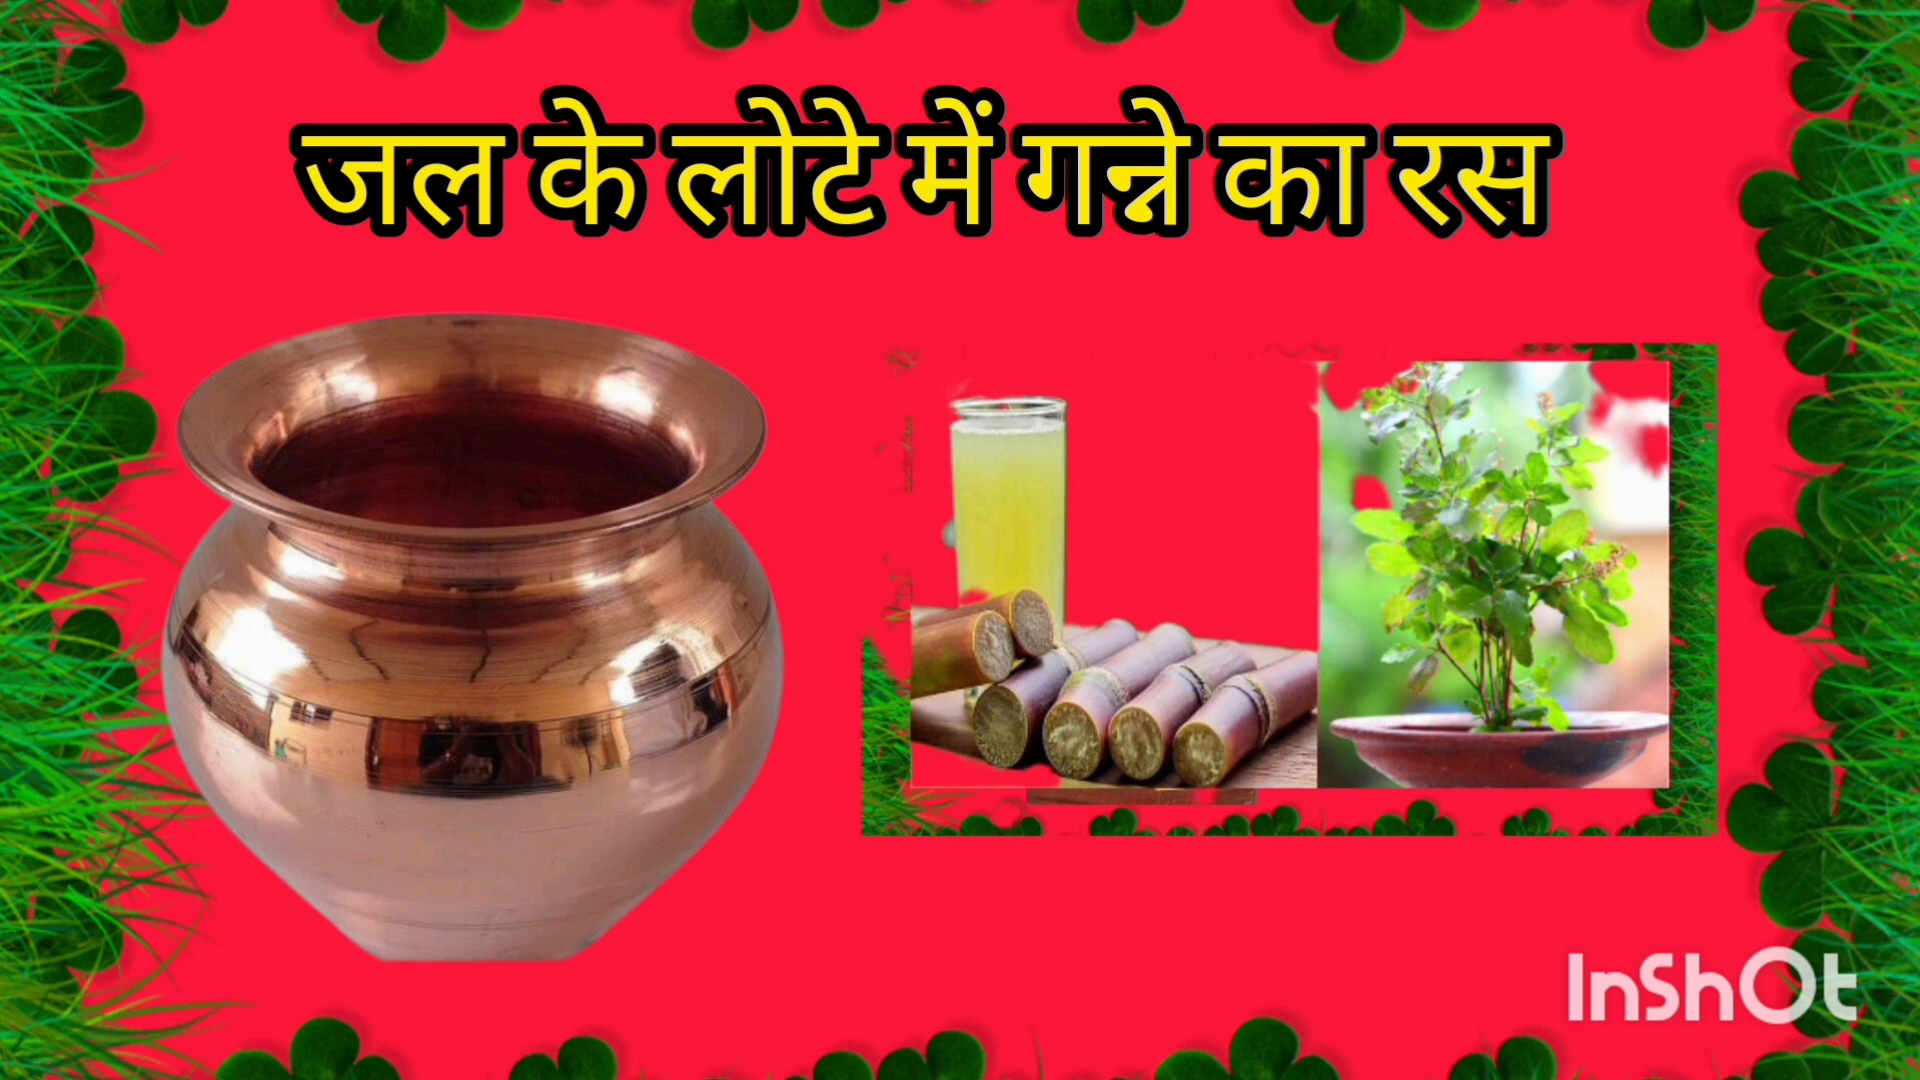 जल के लोटे में गन्ने का रस
InShOt